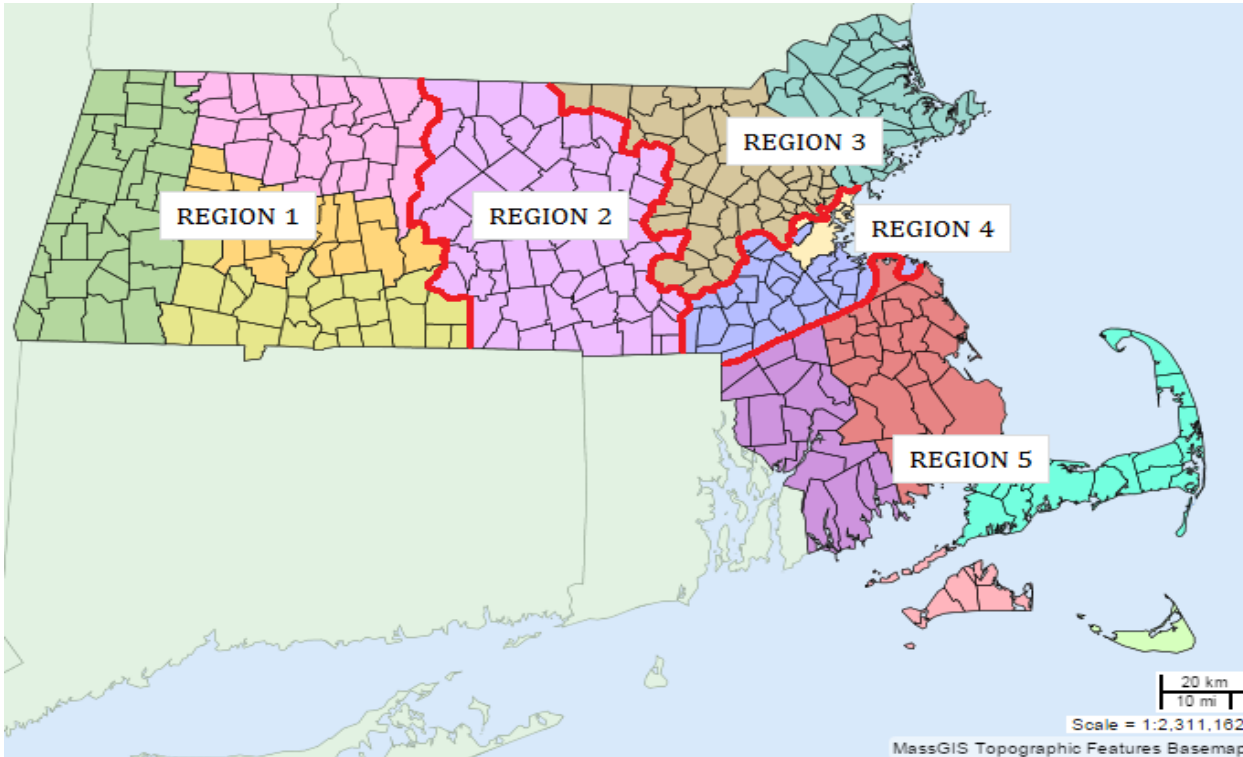 REGION 3
REGION 1
REGION 2
REGION 4
REGION 5
20 km
10 mi
Scale = 1:2,311,162
MassGIS Topographic Features Basemap